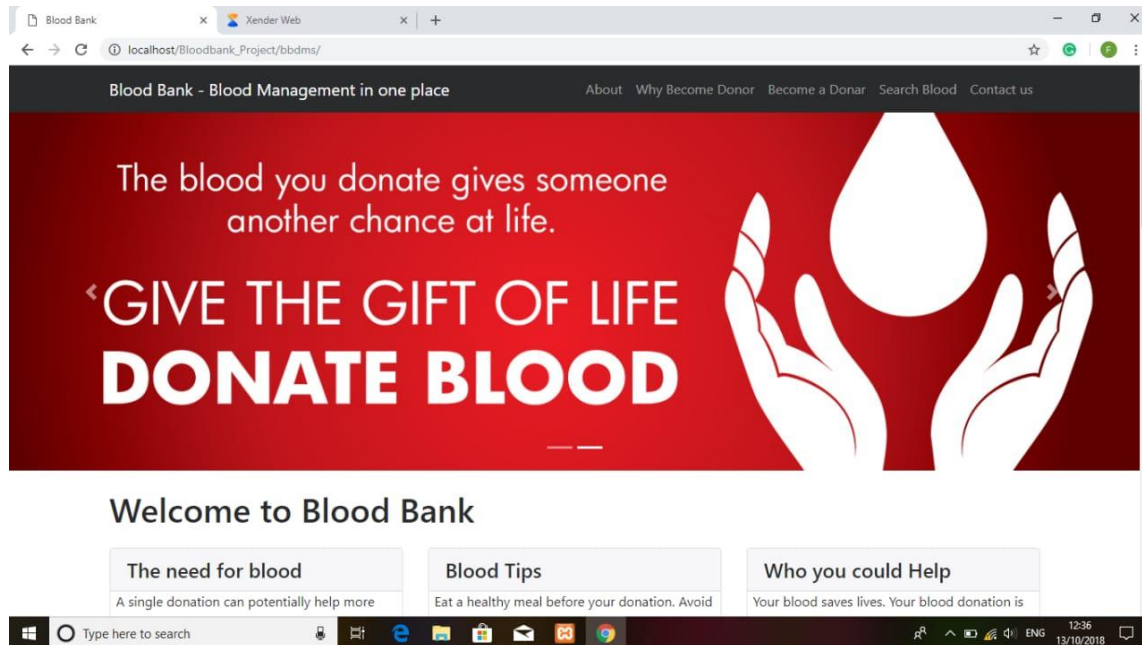 Blood Bank
Xender Web
localhost/Bloodbank_Project/bbdms/
F
Blood Bank - Blood Management in one place
About Why Become Donor Become a Donar Search Blood Contact us
The blood you donate gives someone
another chance at life.
GIVE THE GIFT OF LIFE
DONATE BLOOD
Welcome to Blood Bank
The need for blood
A single donation can potentially help more
Blood Tips
Eat a healthy meal before your donation. Avoid
Who you could Help
Your blood saves lives. Your blood donation is
Type here to search
ENG
12:36
13/10/2018